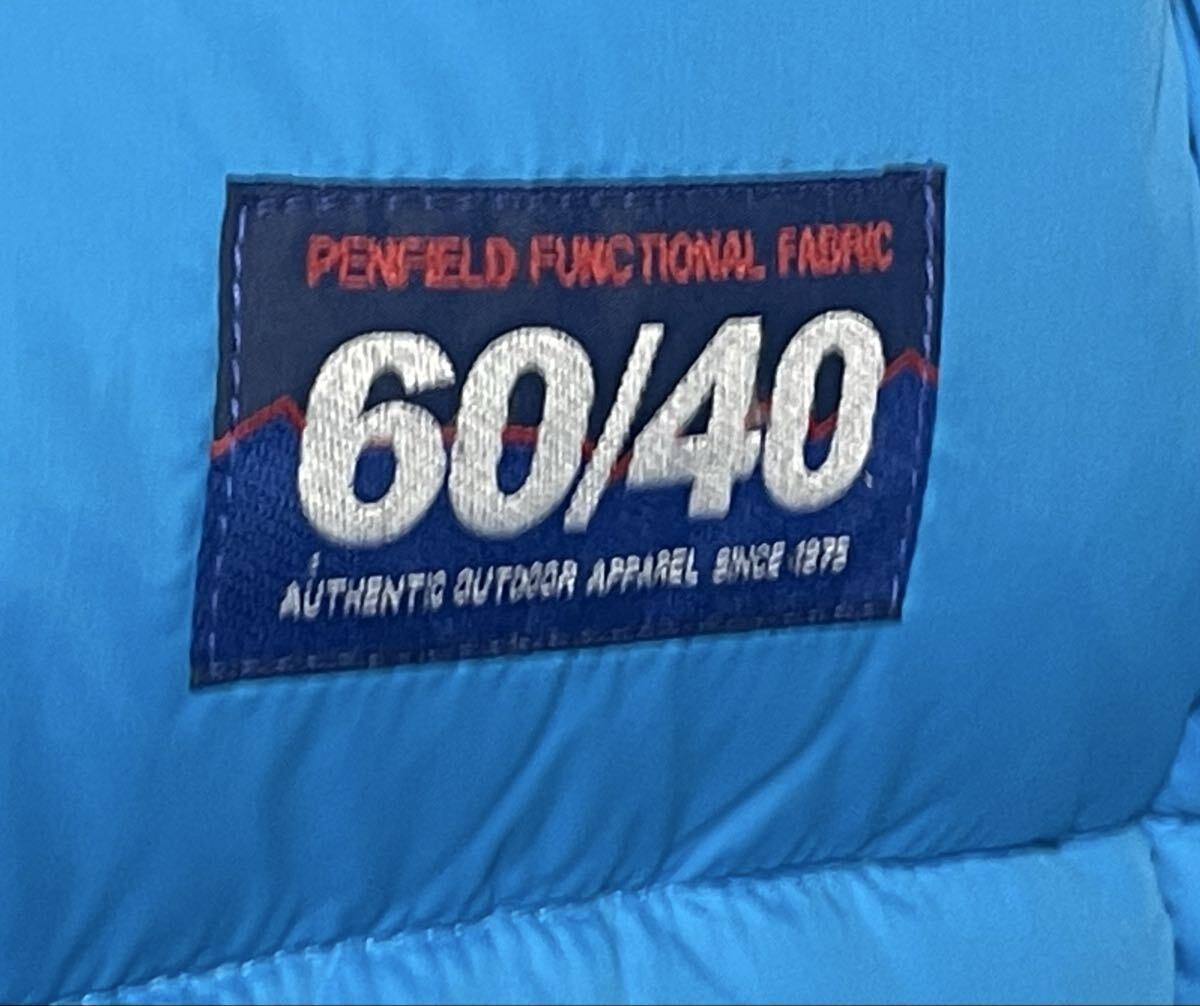 PENFIELD FUNCTIONAL FABRIC
60/40
AUTHENTIC OUTDOOR APPAREL SINCE 1975